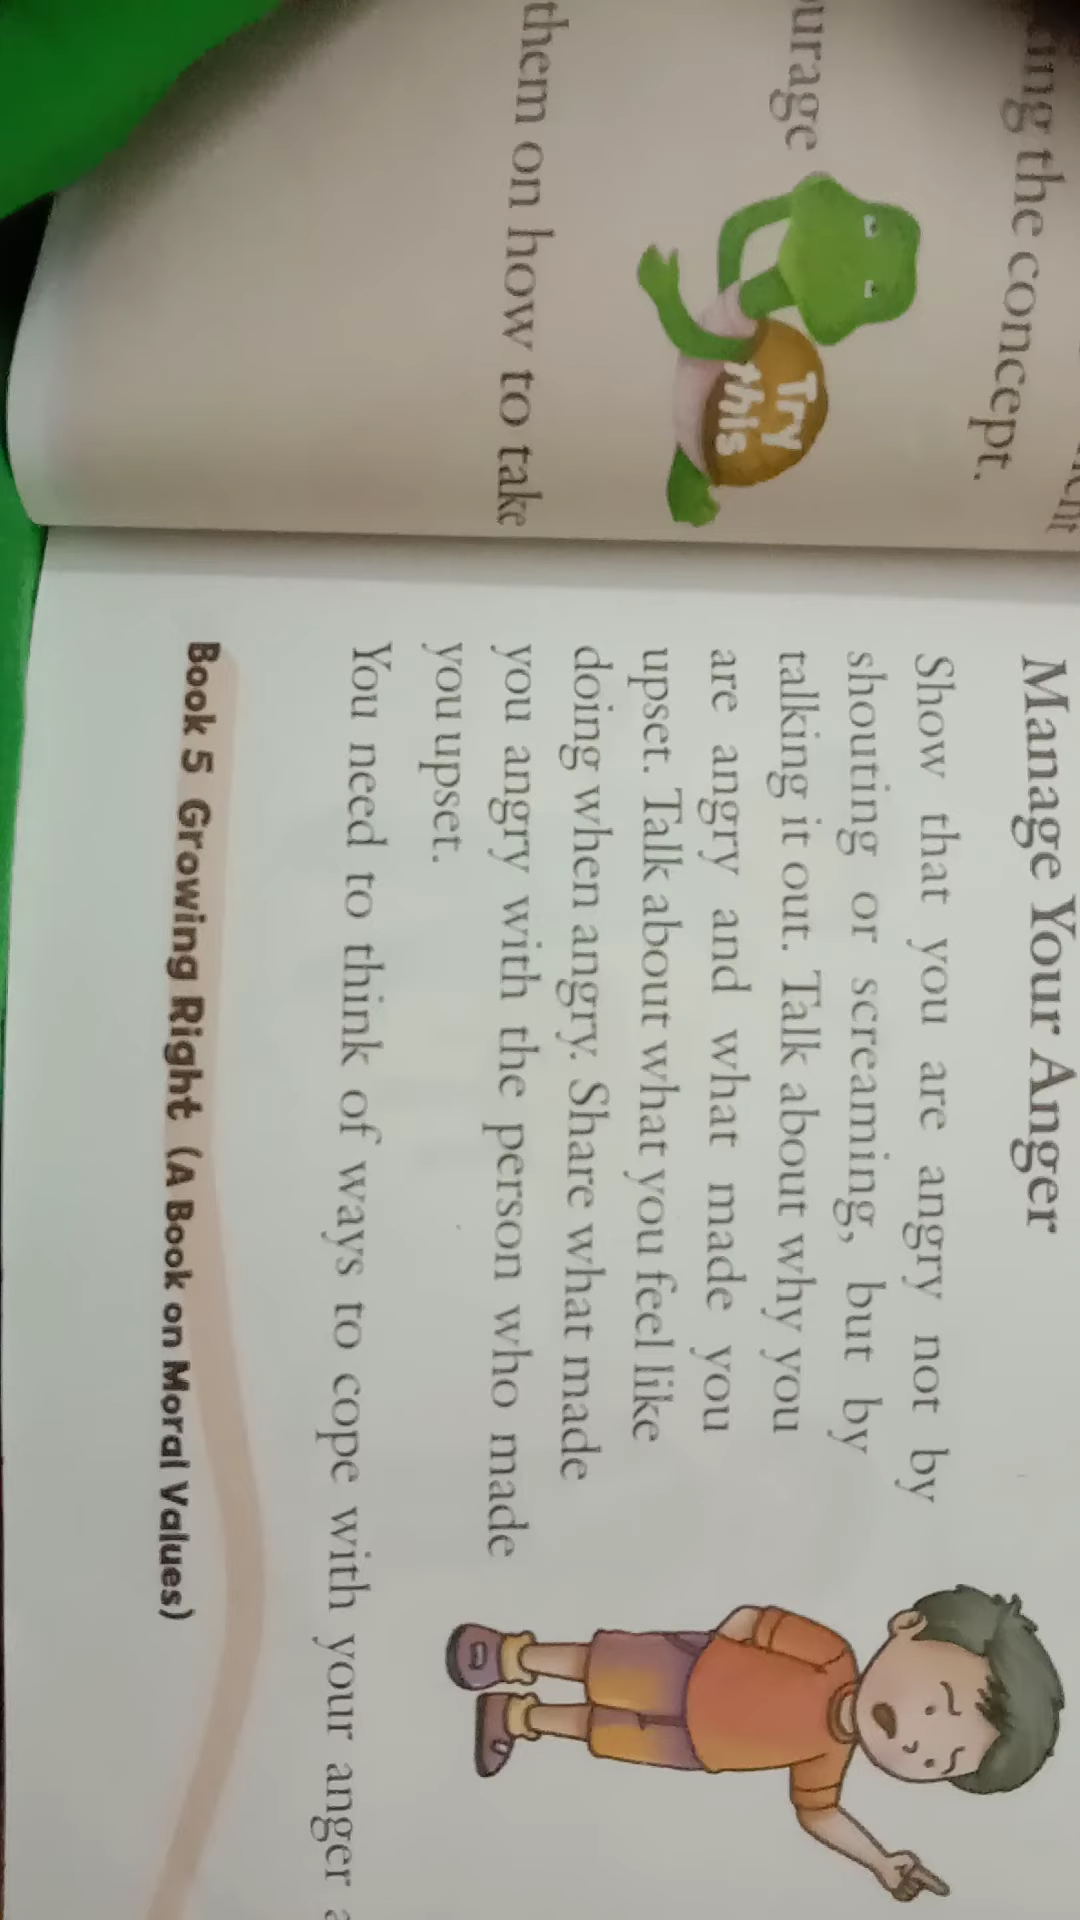 the concept.
Try
this
them on how to take
Manage Your Anger
Show that you are angry not by
shouting or screaming, but by
talking it out. Talk about why you
are angry and what made you
upset. Talk about what you feel like
doing when angry. Share what made
you angry with the person who made
you upset.
You need to think of ways to cope with your anger
Book 5 Growing Right (A Book on Moral Values)